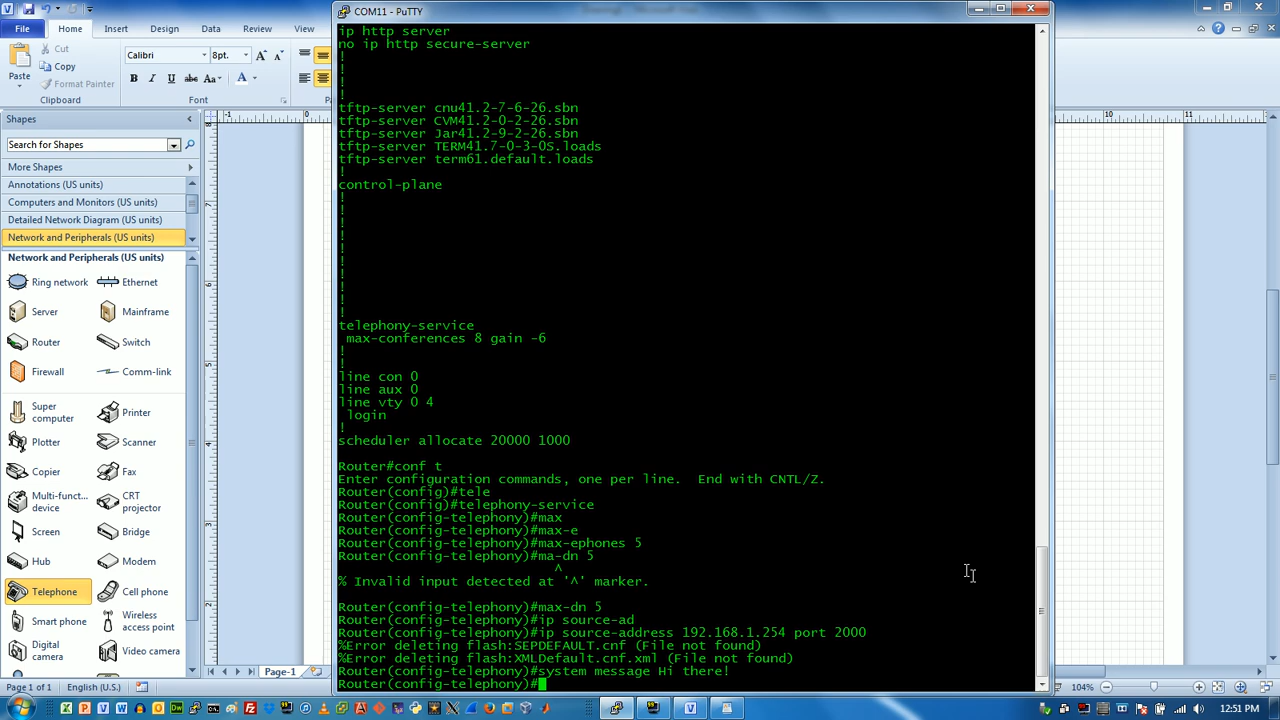 COM11 - PuTTY
File
Home
Insert
Design
Data
Review
View
Paste
Cut
Copy
Format Painter
Clipboard
Calibri
8pt.
Font
Shapes
Search for Shapes
More Shapes
Annotations (US units)
Computers and Monitors (US units)
Detailed Network Diagram (US units)
Network and Peripherals (US units)
Network and Peripherals (US units)
Ring network
Ethernet
Server
Mainframe
Router
Switch
Firewall
Comm-link
Super computer
Printer
Plotter
Scanner
Copier
Fax
Multi-funct... device
CRT projector
Screen
Bridge
Hub
Modem
Telephone
Cell phone
Smart phone
Wireless access point
Digital camera
Video camera
ip http server
no ip http secure-server
!
!
!
!
tftp-server cnu41.2-7-6-26.sbn
tftp-server CVM41.2-0-2-26.sbn
tftp-server Jar41.2-9-2-26.sbn
tftp-server TERM41.7-0-3-0S.loads
tftp-server term61.default.loads
!
control-plane
!
!
!
!
!
!
!
!
!
!
telephony-service
max-conferences 8 gain -6
!
!
line con 0
line aux 0
line vty 0 4
login
!
scheduler allocate 20000 1000
Router#conf t
Enter configuration commands, one per line.  End with CNTL/Z.
Router(config)#tele
Router(config)#telephony-service
Router(config-telephony)#max
Router(config-telephony)#max-e
Router(config-telephony)#max-ephones 5
Router(config-telephony)#ma-dn 5
^
% Invalid input detected at '^' marker.
Router(config-telephony)#max-dn 5
Router(config-telephony)#ip source-ad
Router(config-telephony)#ip source-address 192.168.1.254 port 2000
%Error deleting flash:SEPDEFAULT.cnf (File not found)
%Error deleting flash:XMLDefault.cnf.xml (File not found)
Router(config-telephony)#system message Hi there!
Router(config-telephony)#
-1
0
10
11
Page-1
Page 1 of 1
English (U.S.)
104%
12:51 PM